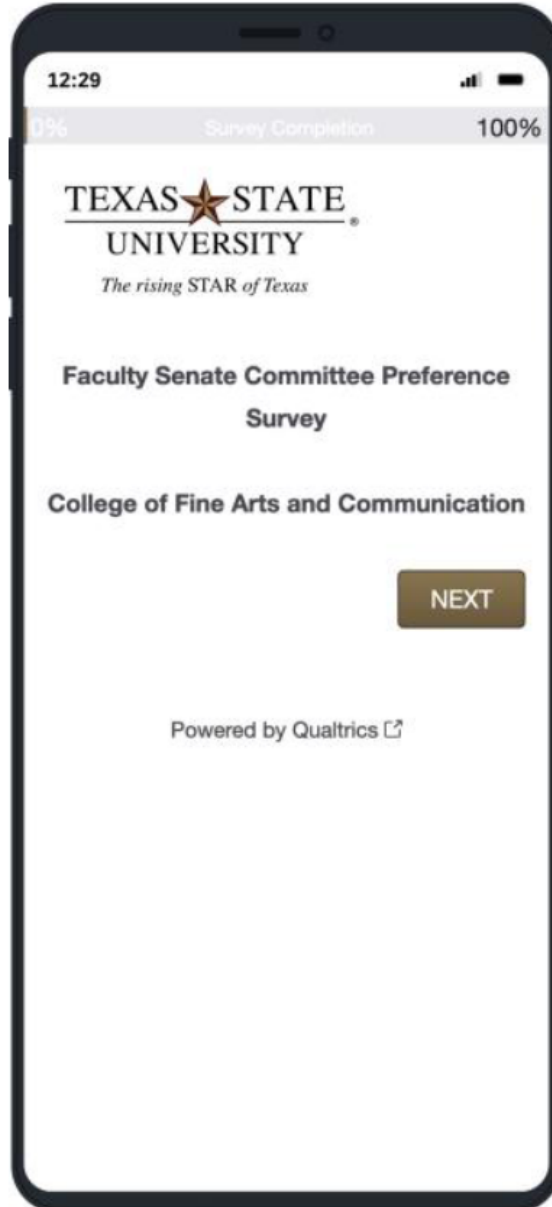 12:29
0% Survey Completion 100%
TEXAS STATE
UNIVERSITY ®
The rising STAR of Texas
Faculty Senate Committee Preference
Survey
College of Fine Arts and Communication
NEXT
Powered by Qualtrics